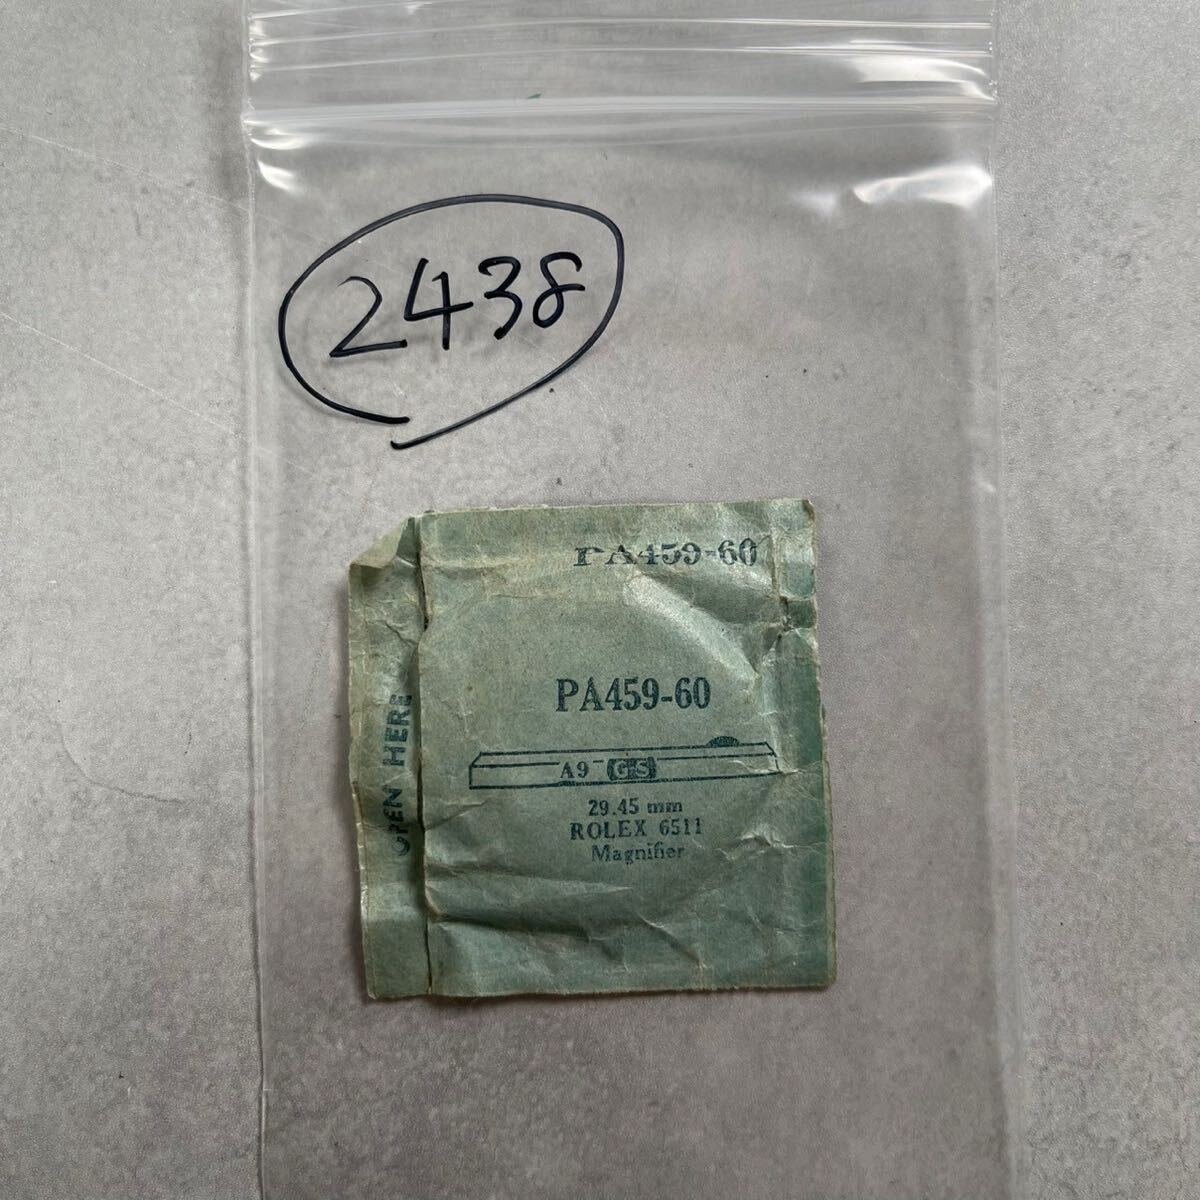 2438
PA459-60
PA459-60
A9-GS
29.45 mm
ROLEX 6511
Magnifier
OPEN HERE